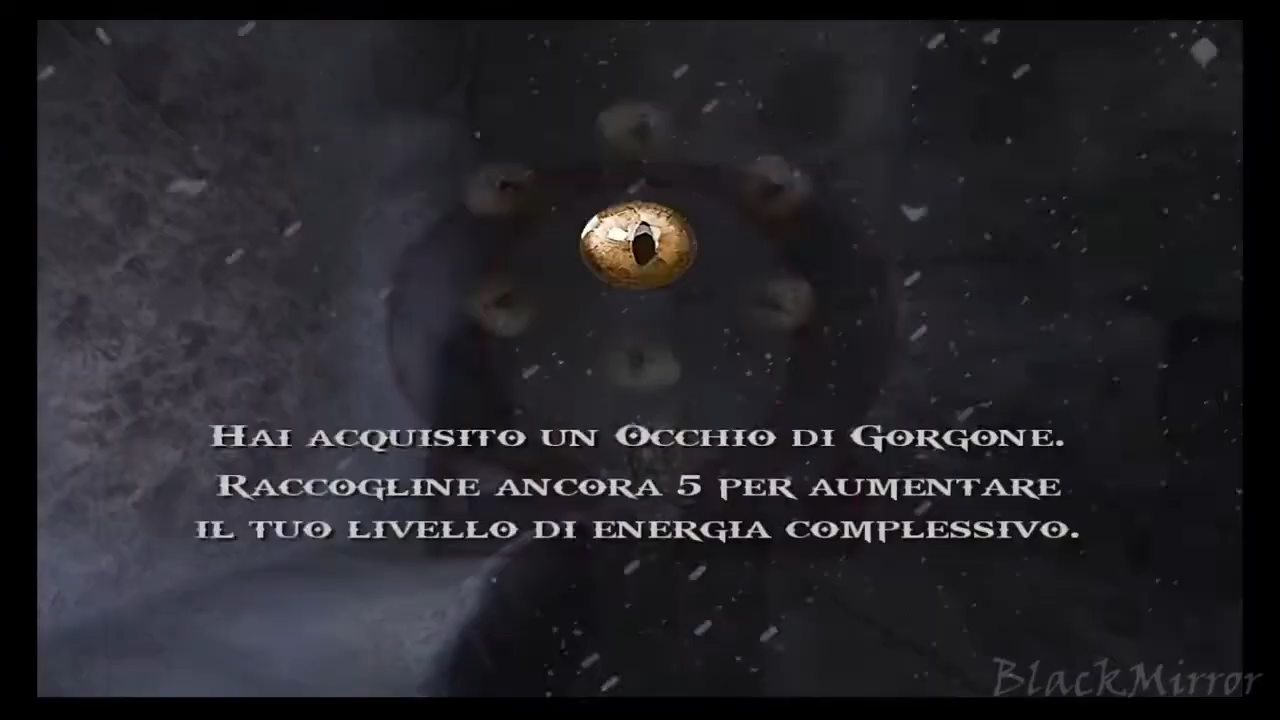 Hai acquisito un Occhio di Gorgone.
Raccogline ancora 5 per aumentare
il tuo livello di energia complessivo.
BlackMirror